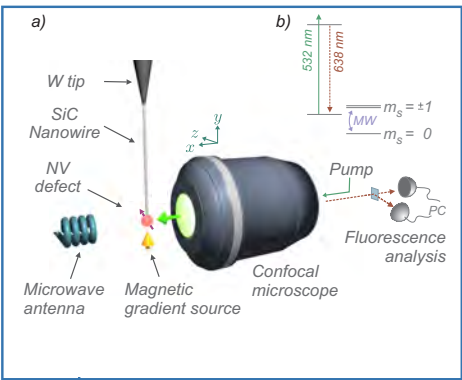 a)
b)
532 nm
638 nm
W tip
m_s = ±1
MW
m_s = 0
SiC
Nanowire
y
z
x
NV
defect
Pump
PC
Fluorescence
analysis
Confocal
microscope
Microwave
antenna
Magnetic
gradient source